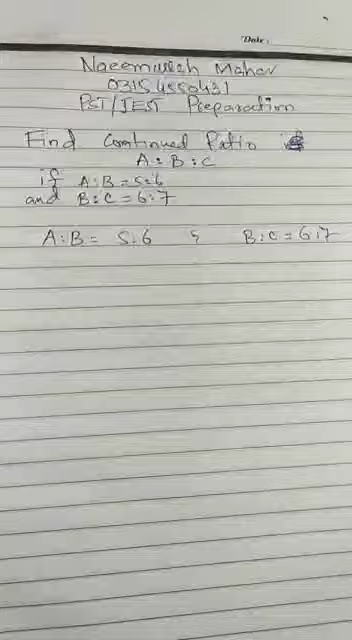 Date:
Naeemullah Mahar
03154550431
PST/JEST Preparation
Find Continued Ratio
A:B:C
if A:B=5:6
and B:C=6:7
A:B= 5:6 , B:C=6:7